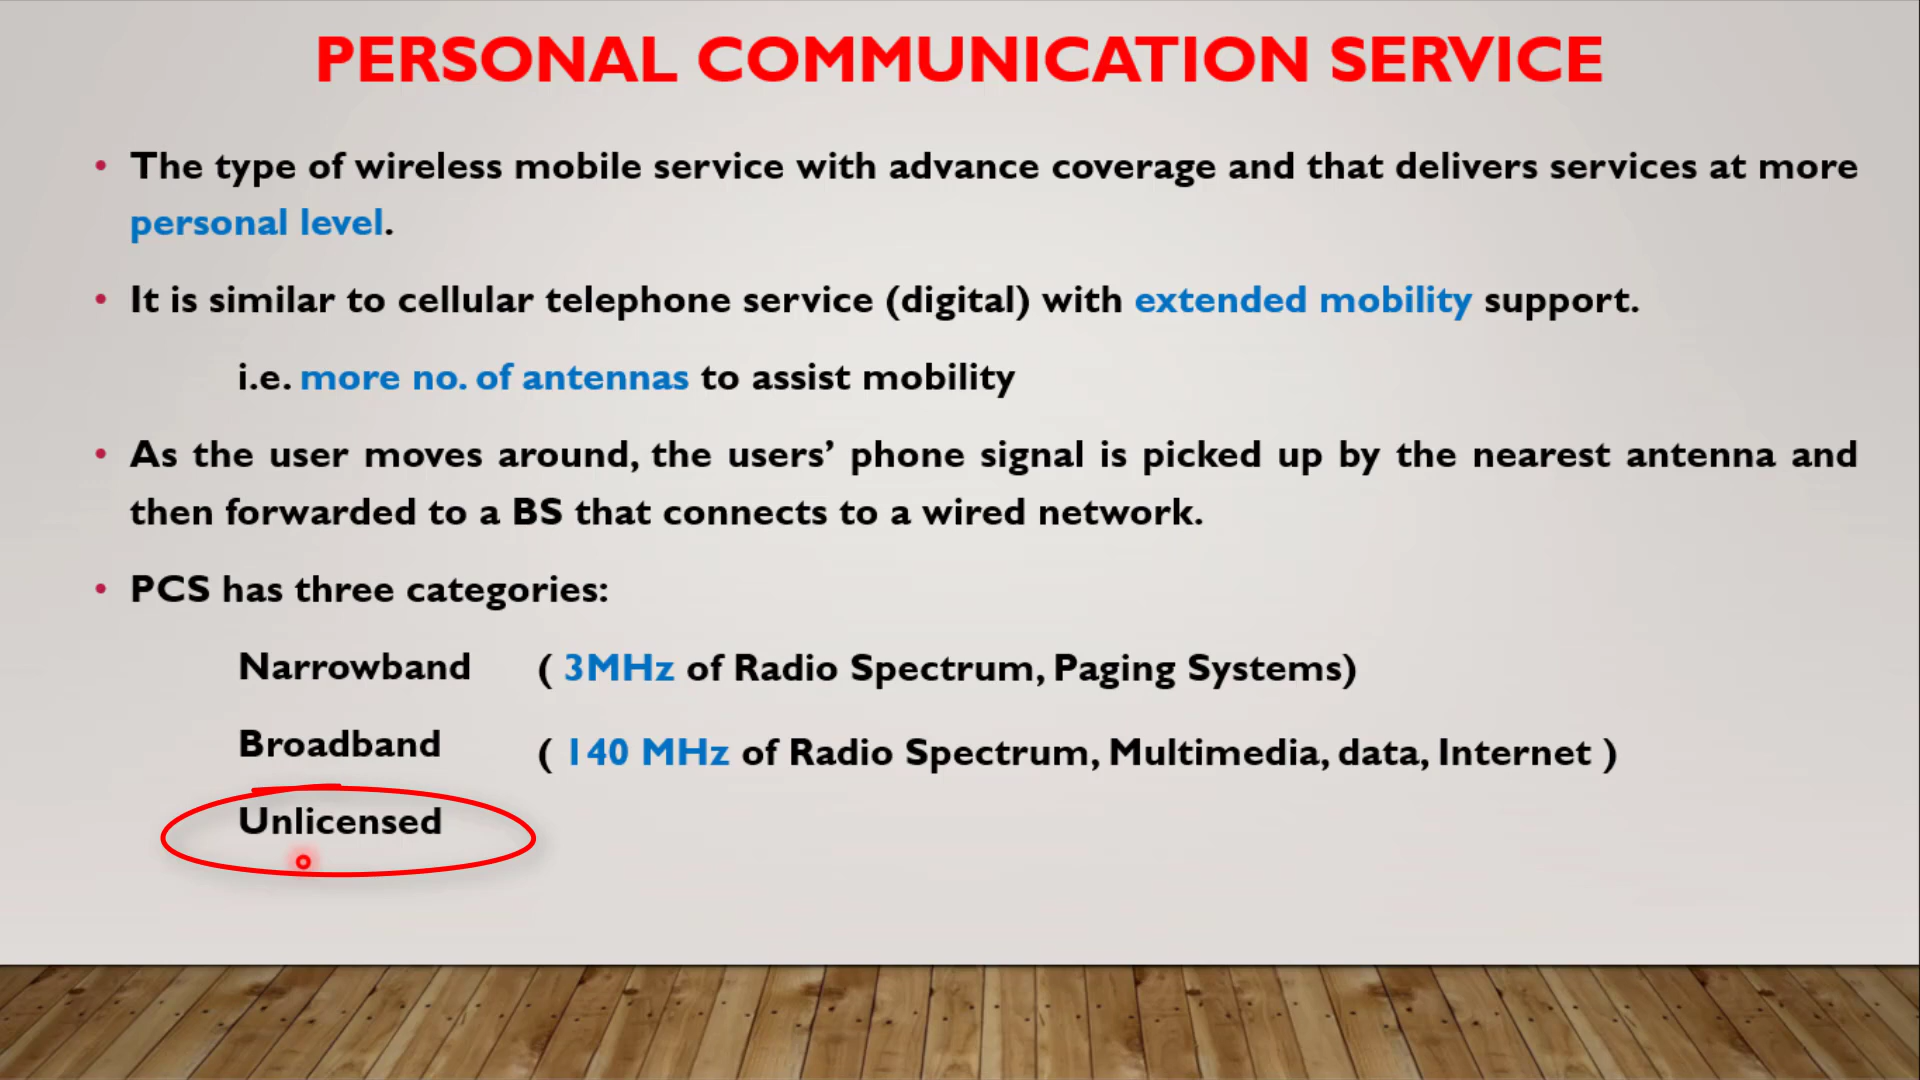 PERSONAL COMMUNICATION SERVICE
• The type of wireless mobile service with advance coverage and that delivers services at more
personal level.
• It is similar to cellular telephone service (digital) with extended mobility support.
i.e. more no. of antennas to assist mobility
• As the user moves around, the users’ phone signal is picked up by the nearest antenna and
then forwarded to a BS that connects to a wired network.
• PCS has three categories:
Narrowband ( 3MHz of Radio Spectrum, Paging Systems)
Broadband ( 140 MHz of Radio Spectrum, Multimedia, data, Internet )
Unlicensed